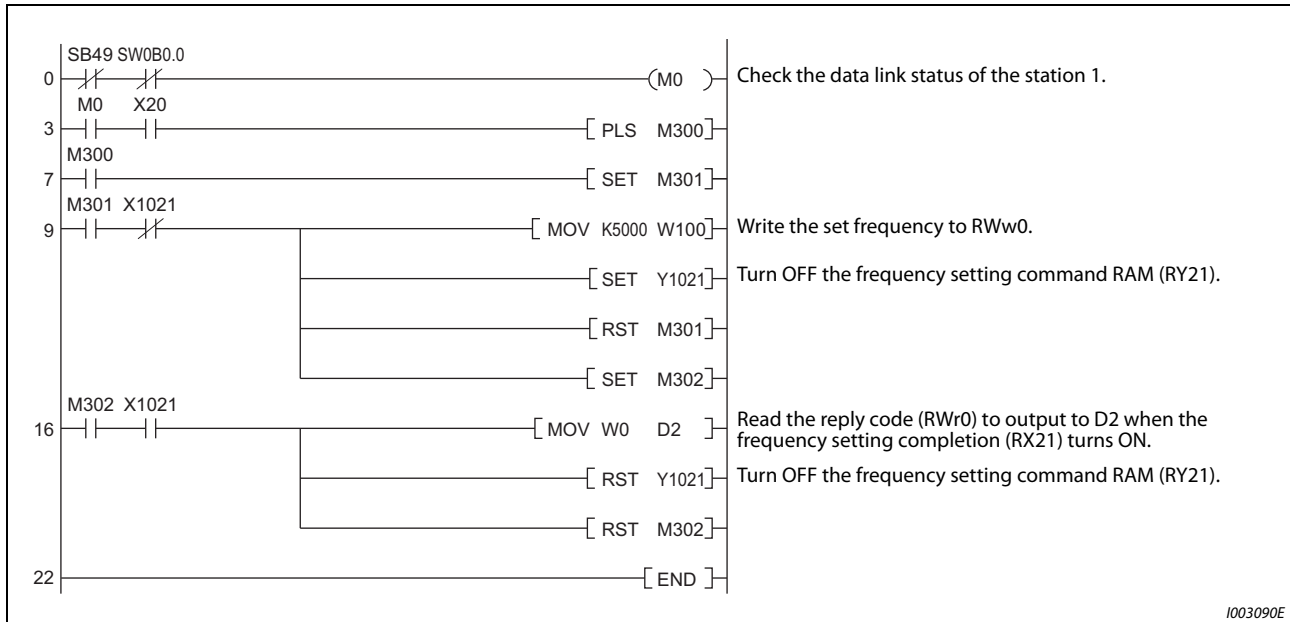 SB49 SW0B0.0
0 (M0 ) Check the data link status of the station 1.
M0 X20
3 [ PLS M300]
M300
7 [ SET M301]
M301 X1021
9 [ MOV K5000 W100] Write the set frequency to RWw0.
[ SET Y1021] Turn OFF the frequency setting command RAM (RY21).
[ RST M301]
[ SET M302]
M302 X1021
16 [ MOV W0 D2 ] Read the reply code (RWr0) to output to D2 when the
frequency setting completion (RX21) turns ON.
[ RST Y1021] Turn OFF the frequency setting command RAM (RY21).
[ RST M302]
22 [ END ]
I003090E